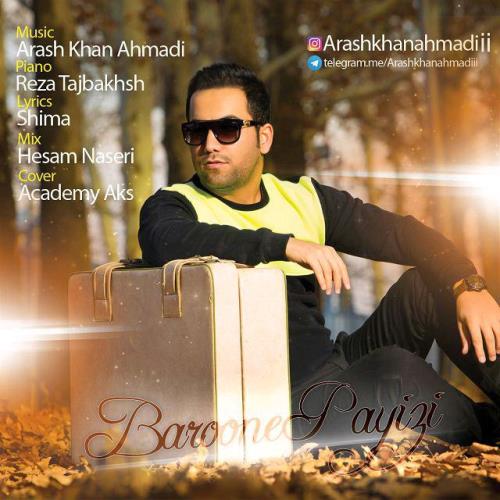 Music
Arash Khan Ahmadi
Piano
Reza Tajbakhsh
Lyrics
Shima
Mix
Hesam Naseri
Cover
Academy Aks
Arashkhanahmadiii
telegram.me/Arashkhanahmadiii
Baroone Payizi